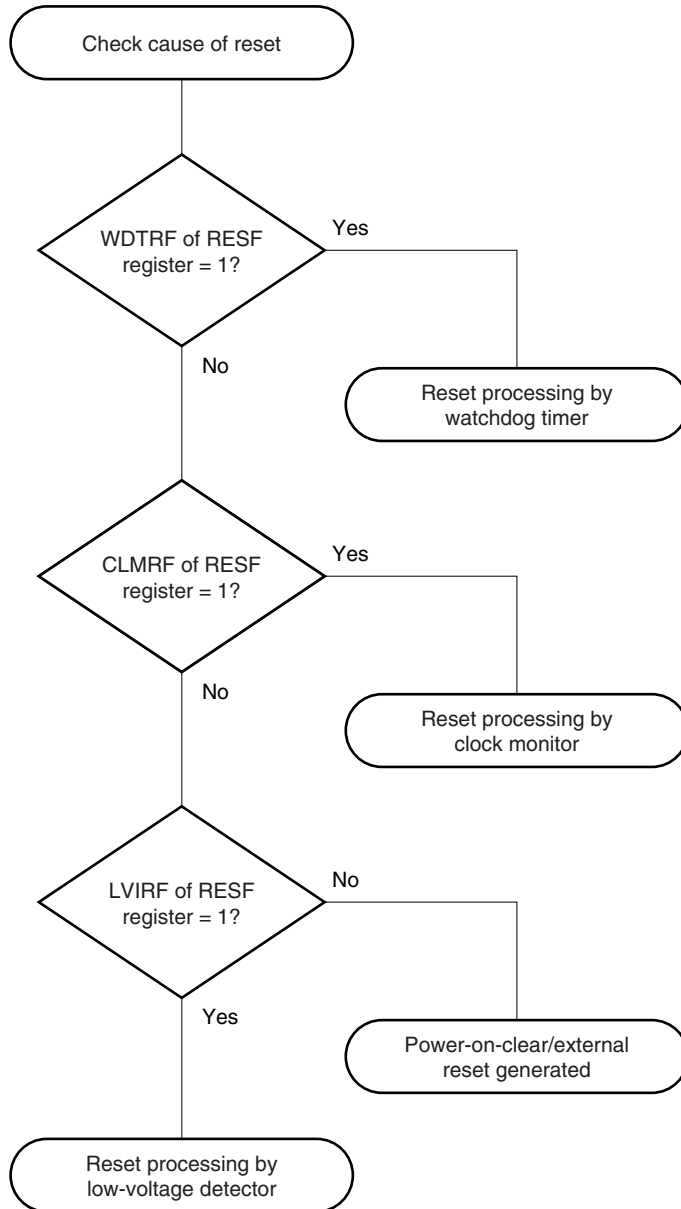 Check cause of reset
WDTRF of RESF
register = 1?
Yes
No
Reset processing by
watchdog timer
CLMRF of RESF
register = 1?
Yes
No
Reset processing by
clock monitor
LVIRF of RESF
register = 1?
No
Yes
Power-on-clear/external
reset generated
Reset processing by
low-voltage detector